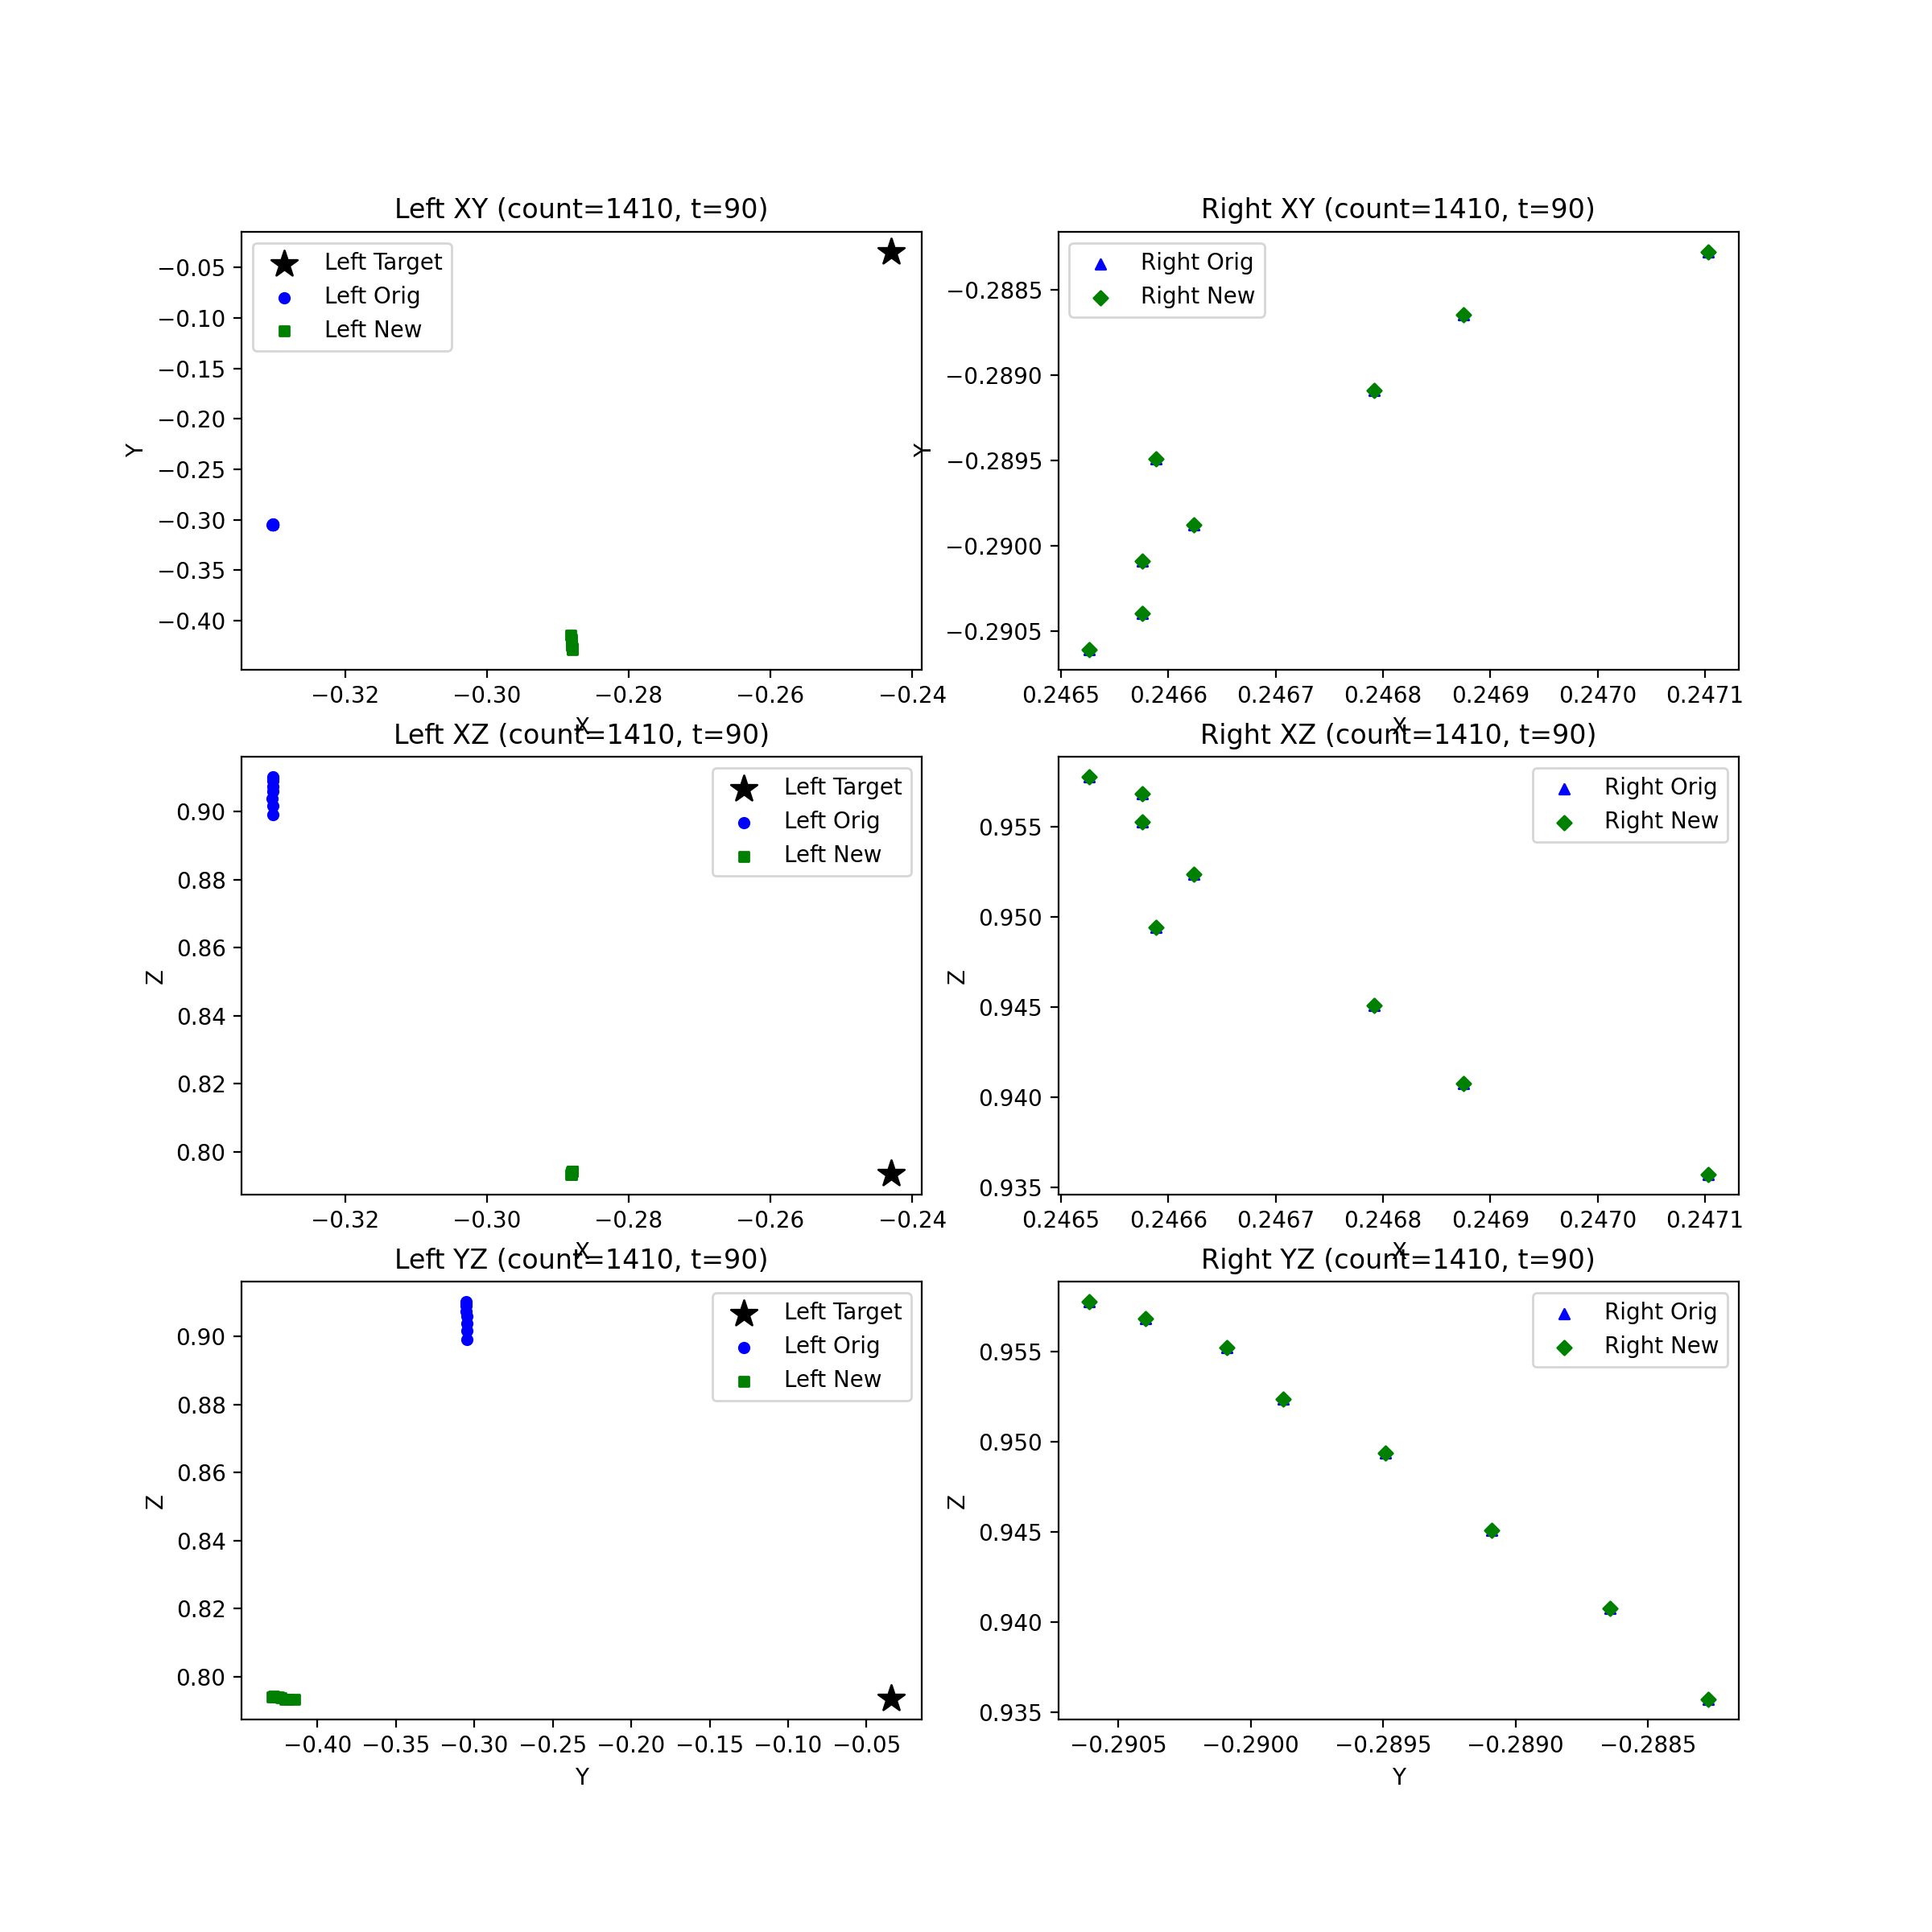 Left XY (count=1410, t=90)
Left Target
Left Orig
Left New
−0.05
−0.10
−0.15
−0.20
−0.25
−0.30
−0.35
−0.40
Y
−0.32
−0.30
−0.28
−0.26
−0.24
X
Right XY (count=1410, t=90)
Right Orig
Right New
−0.2885
−0.2890
−0.2895
−0.2900
−0.2905
Y
0.2465
0.2466
0.2467
0.2468
0.2469
0.2470
0.2471
X
Left XZ (count=1410, t=90)
Left Target
Left Orig
Left New
0.90
0.88
0.86
0.84
0.82
0.80
Z
−0.32
−0.30
−0.28
−0.26
−0.24
X
Right XZ (count=1410, t=90)
Right Orig
Right New
0.955
0.950
0.945
0.940
0.935
Z
0.2465
0.2466
0.2467
0.2468
0.2469
0.2470
0.2471
X
Left YZ (count=1410, t=90)
Left Target
Left Orig
Left New
0.90
0.88
0.86
0.84
0.82
0.80
Z
−0.40
−0.35
−0.30
−0.25
−0.20
−0.15
−0.10
−0.05
Y
Right YZ (count=1410, t=90)
Right Orig
Right New
0.955
0.950
0.945
0.940
0.935
Z
−0.2905
−0.2900
−0.2895
−0.2890
−0.2885
Y